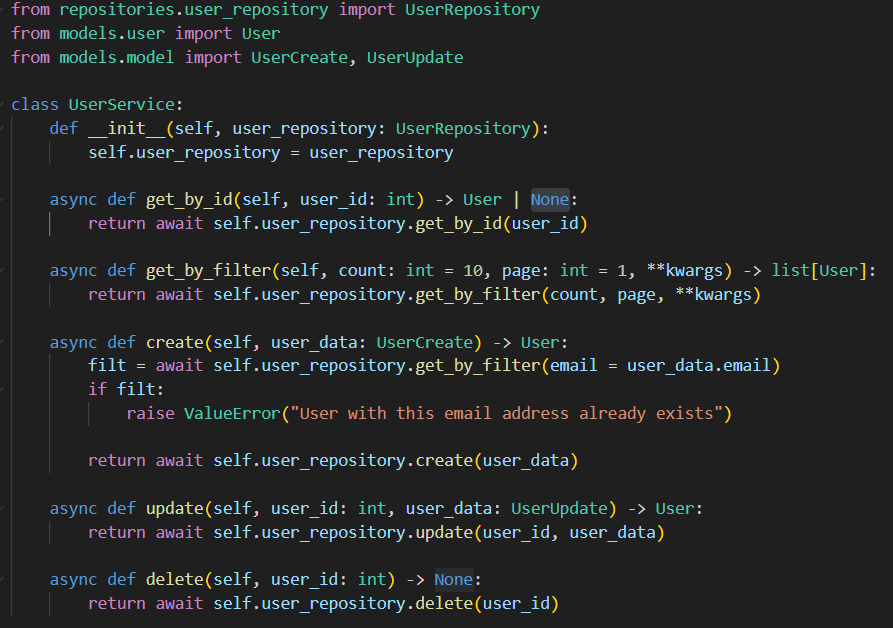 from repositories.user_repository import UserRepository
from models.user import User
from models.model import UserCreate, UserUpdate
class UserService:
def __init__(self, user_repository: UserRepository):
self.user_repository = user_repository
async def get_by_id(self, user_id: int) -> User | None:
return await self.user_repository.get_by_id(user_id)
async def get_by_filter(self, count: int = 10, page: int = 1, **kwargs) -> list[User]:
return await self.user_repository.get_by_filter(count, page, **kwargs)
async def create(self, user_data: UserCreate) -> User:
filt = await self.user_repository.get_by_filter(email = user_data.email)
if filt:
raise ValueError("User with this email address already exists")
return await self.user_repository.create(user_data)
async def update(self, user_id: int, user_data: UserUpdate) -> User:
return await self.user_repository.update(user_id, user_data)
async def delete(self, user_id: int) -> None:
return await self.user_repository.delete(user_id)